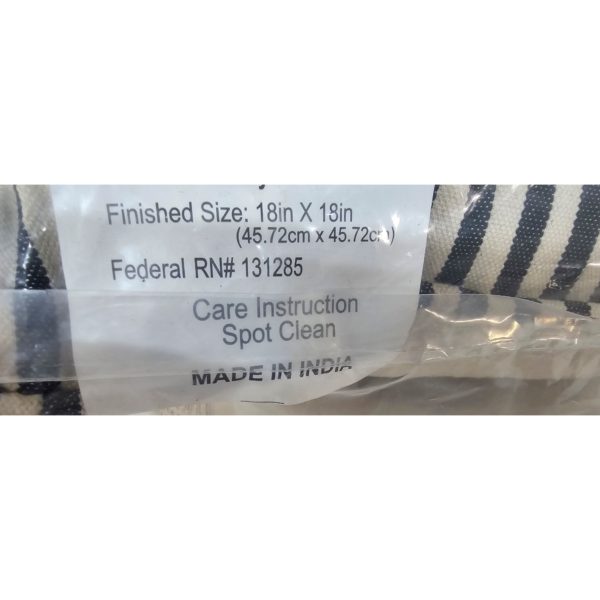 Finished Size: 18in X 18in
(45.72cm x 45.72cm)
Federal RN# 131285
Care Instruction
Spot Clean
MADE IN INDIA